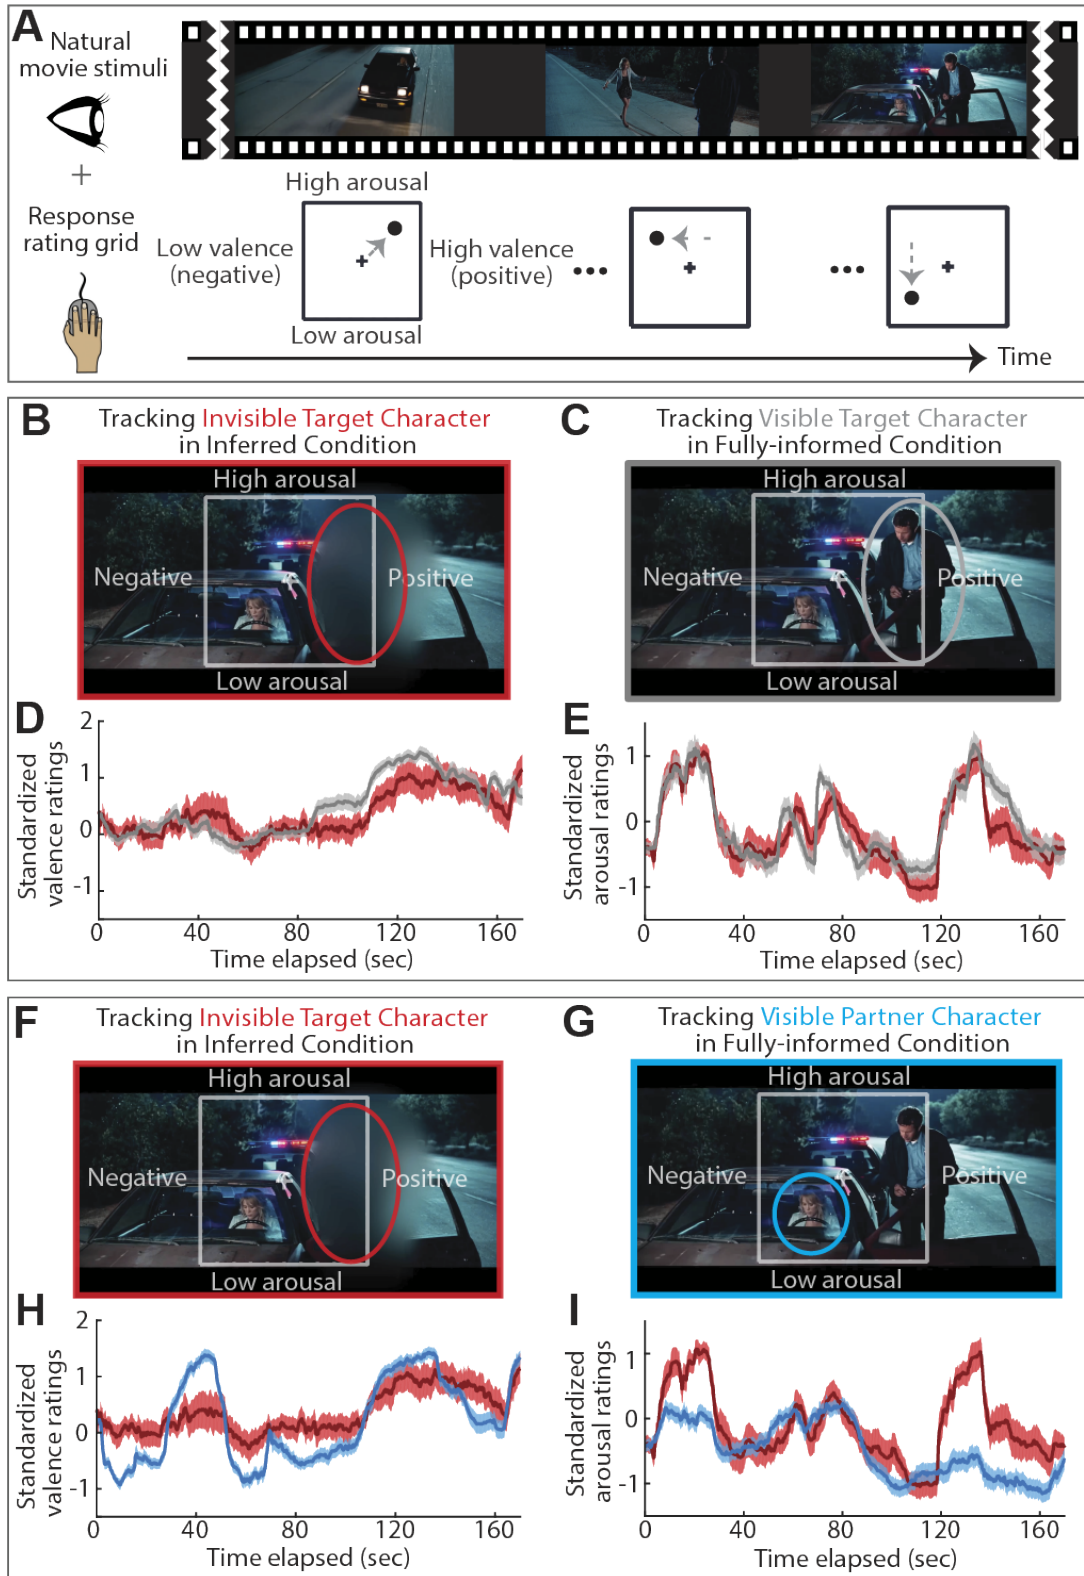 A
Natural
movie stimuli
+
Response
rating grid
High arousal
Low valence
(negative)
High valence
(positive)
Low arousal
Time
B
Tracking Invisible Target Character
in Inferred Condition
High arousal
Negative
Positive
Low arousal
C
Tracking Visible Target Character
in Fully-informed Condition
High arousal
Negative
Positive
Low arousal
D
Standardized
valence ratings
2
1
0
-1
0
40
80
120
160
Time elapsed (sec)
E
Standardized
arousal ratings
1
0
-1
0
40
80
120
160
Time elapsed (sec)
F
Tracking Invisible Target Character
in Inferred Condition
High arousal
Negative
Positive
Low arousal
G
Tracking Visible Partner Character
in Fully-informed Condition
High arousal
Negative
Positive
Low arousal
H
Standardized
valence ratings
2
1
0
-1
0
40
80
120
160
Time elapsed (sec)
I
Standardized
arousal ratings
1
0
-1
0
40
80
120
160
Time elapsed (sec)